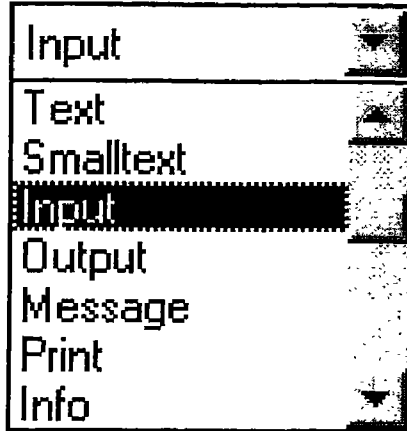 Input
Text
Smalltext
Input
Output
Message
Print
Info